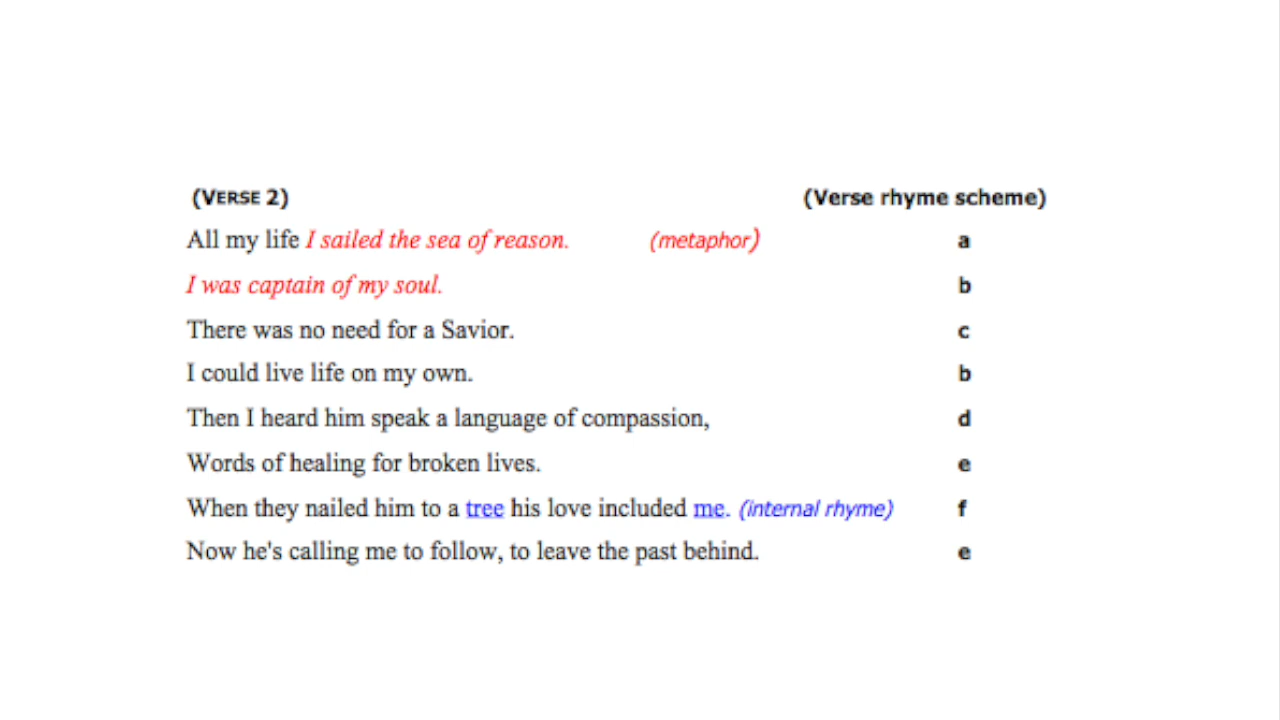 (VERSE 2) (Verse rhyme scheme)
All my life I sailed the sea of reason. (metaphor) a
I was captain of my soul. b
There was no need for a Savior. c
I could live life on my own. b
Then I heard him speak a language of compassion, d
Words of healing for broken lives. e
When they nailed him to a tree his love included me. (internal rhyme) f
Now he's calling me to follow, to leave the past behind. e